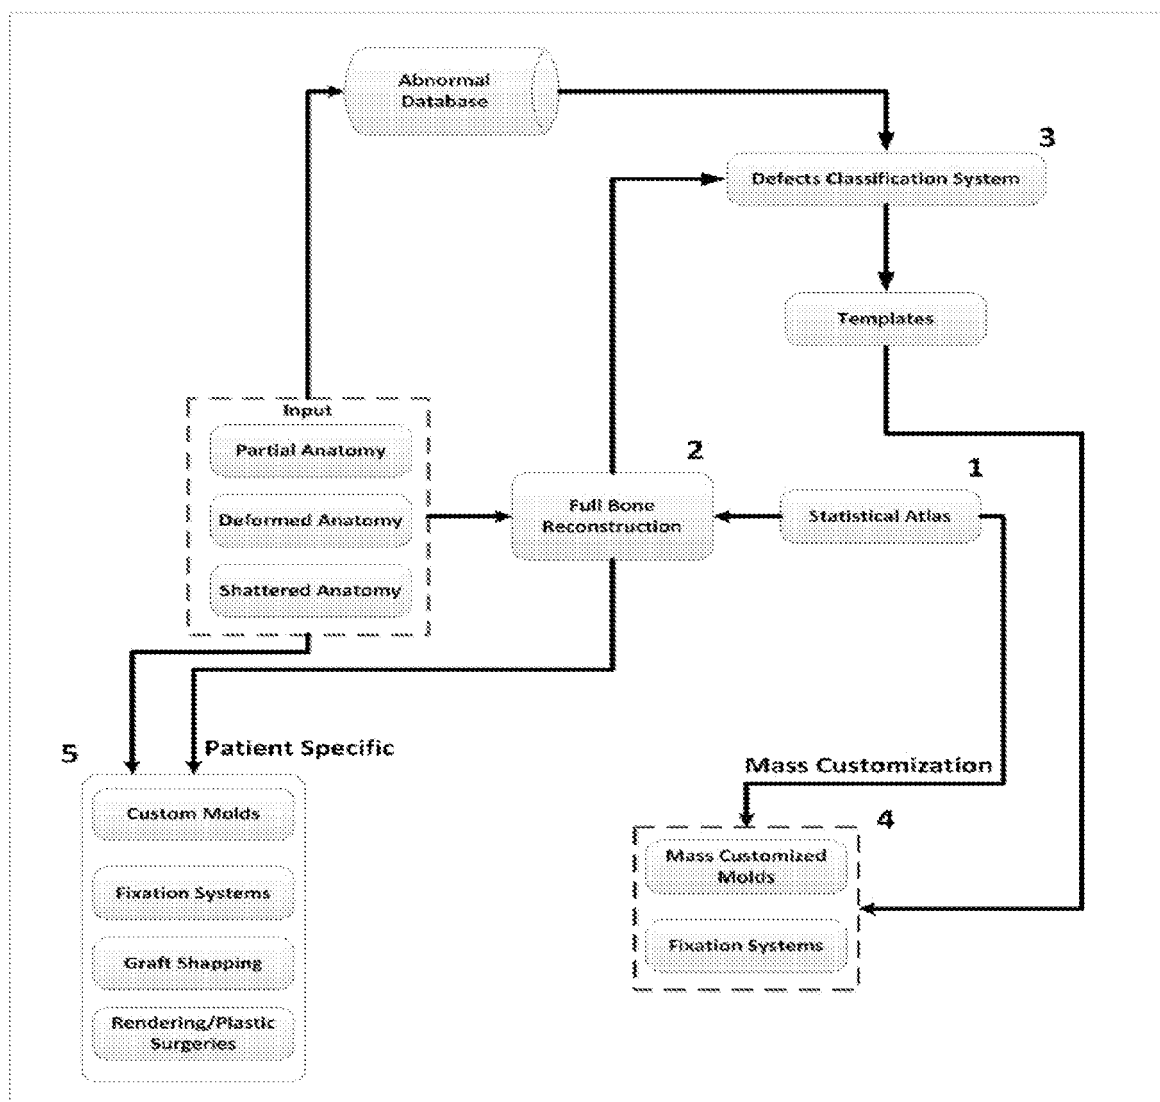 Abnormal
Database
3
Defects Classification System
Templates
Input
Partial Anatomy
Deformed Anatomy
Shattered Anatomy
2
Full Bone
Reconstruction
1
Statistical Atlas
5
Patient Specific
Custom Molds
Fixation Systems
Graft Shapping
Rendering/Plastic
Surgeries
Mass Customization
4
Mass Customized
Molds
Fixation Systems